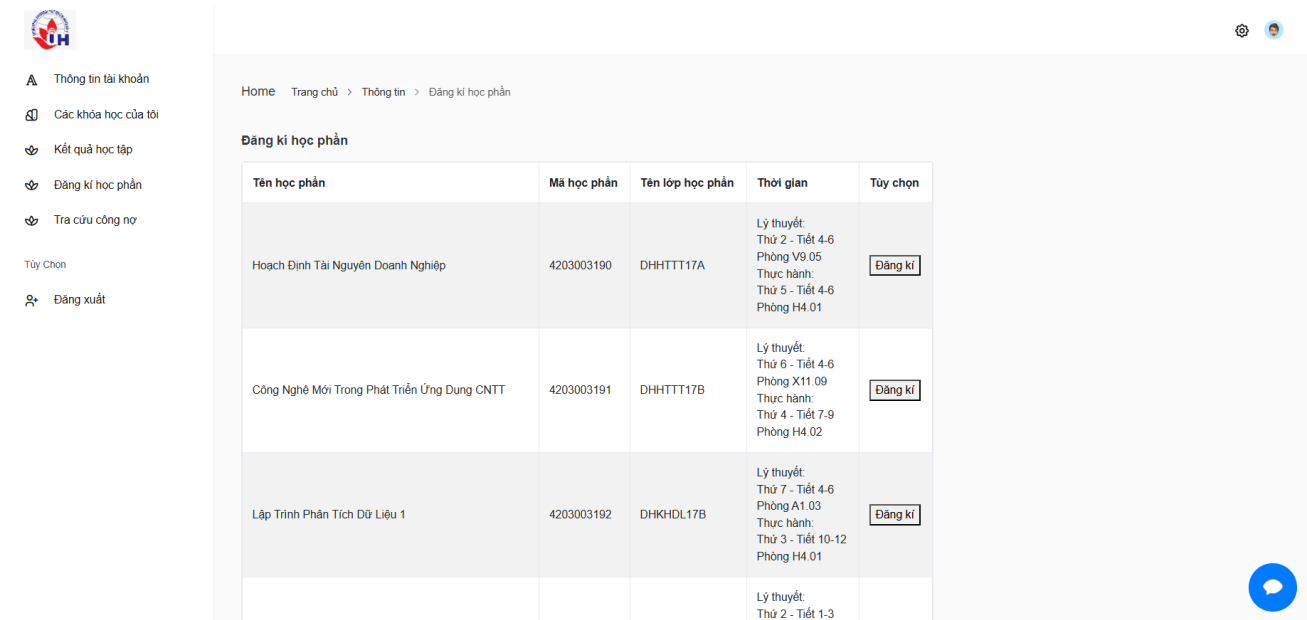 IUH
Thông tin tài khoản
Các khóa học của tôi
Kết quả học tập
Đăng kí học phần
Tra cứu công nợ
Tùy Chọn
Đăng xuất
Home Trang chủ > Thông tin > Đăng kí học phần
Đăng kí học phần
Tên học phần Mã học phần Tên lớp học phần Thời gian Tùy chọn
Hoạch Định Tài Nguyên Doanh Nghiệp 4203003190 DHHTTT17A
Lý thuyết:
Thứ 2 - Tiết 4-6
Phòng V9.05
Thực hành:
Thứ 5 - Tiết 4-6
Phòng H4.01
Đăng kí
Công Nghệ Mới Trong Phát Triển Ứng Dụng CNTT 4203003191 DHHTTT17B
Lý thuyết:
Thứ 6 - Tiết 4-6
Phòng X11.09
Thực hành:
Thứ 4 - Tiết 7-9
Phòng H4.02
Đăng kí
Lập Trình Phân Tích Dữ Liệu 1 4203003192 DHKHDL17B
Lý thuyết:
Thứ 7 - Tiết 4-6
Phòng A1.03
Thực hành:
Thứ 3 - Tiết 10-12
Phòng H4.01
Đăng kí
Lý thuyết:
Thứ 2 - Tiết 1-3